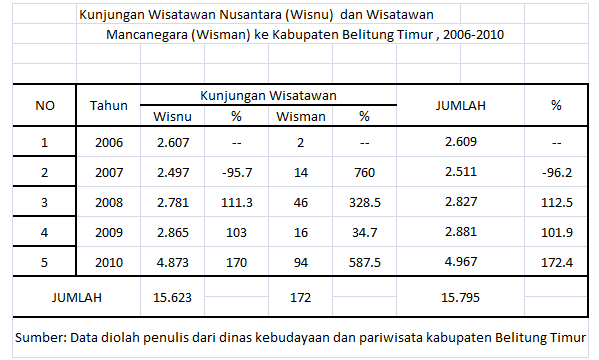 Kunjungan Wisatawan Nusantara (Wisnu) dan Wisatawan
Mancanegara (Wisman) ke Kabupaten Belitung Timur , 2006-2010
NO Tahun Kunjungan Wisatawan JUMLAH %
Wisnu % Wisman %
1 2006 2.607 -- 2 -- 2.609 --
2 2007 2.497 -95.7 14 760 2.511 -96.2
3 2008 2.781 111.3 46 328.5 2.827 112.5
4 2009 2.865 103 16 34.7 2.881 101.9
5 2010 4.873 170 94 587.5 4.967 172.4
JUMLAH 15.623 172 15.795
Sumber: Data diolah penulis dari dinas kebudayaan dan pariwisata kabupaten Belitung Timur